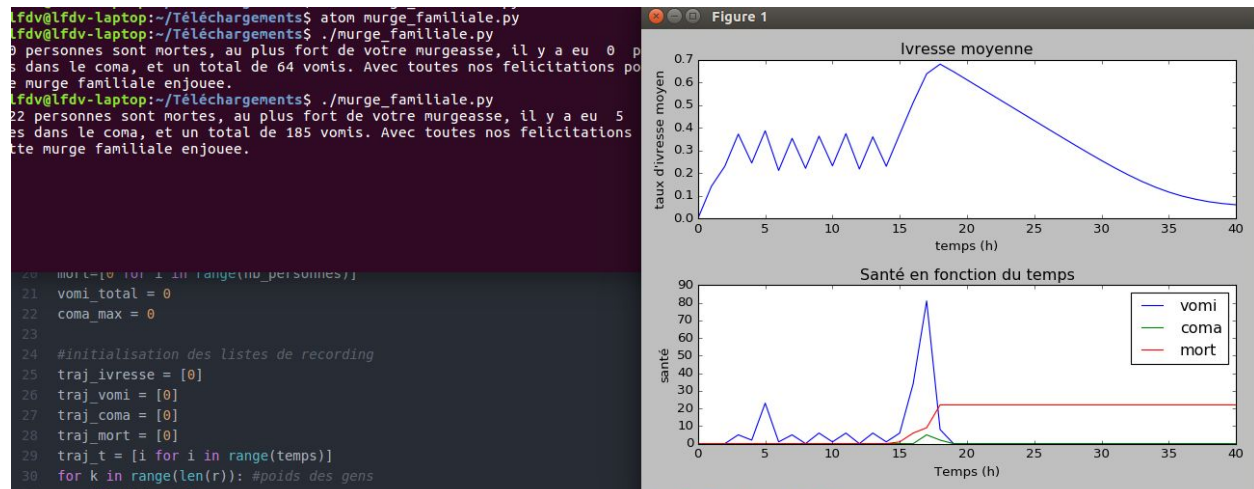 lfdv@lfdv-laptop:~/Téléchargements$ atom murge_familiale.py
lfdv@lfdv-laptop:~/Téléchargements$ ./murge_familiale.py
0 personnes sont mortes, au plus fort de votre murgeasse, il y a eu  0  p
s dans le coma, et un total de 64 vomis. Avec toutes nos felicitations po
e murge familiale enjouee.
lfdv@lfdv-laptop:~/Téléchargements$ ./murge_familiale.py
22 personnes sont mortes, au plus fort de votre murgeasse, il y a eu  5
es dans le coma, et un total de 185 vomis. Avec toutes nos felicitations
tte murge familiale enjouee.
20 mort=[0 for i in range(nb_personnes)]
21 vomi_total = 0
22 coma_max = 0
23
24 #initialisation des listes de recording
25 traj_ivresse = [0]
26 traj_vomi = [0]
27 traj_coma = [0]
28 traj_mort = [0]
29 traj_t = [i for i in range(temps)]
30 for k in range(len(r)): #poids des gens
Figure 1
Ivresse moyenne
taux d'ivresse moyen
0.7
0.6
0.5
0.4
0.3
0.2
0.1
0.0
0 5 10 15 20 25 30 35 40
temps (h)
Santé en fonction du temps
santé
90
80
70
60
50
40
30
20
10
0
vomi
coma
mort
0 5 10 15 20 25 30 35 40
Temps (h)